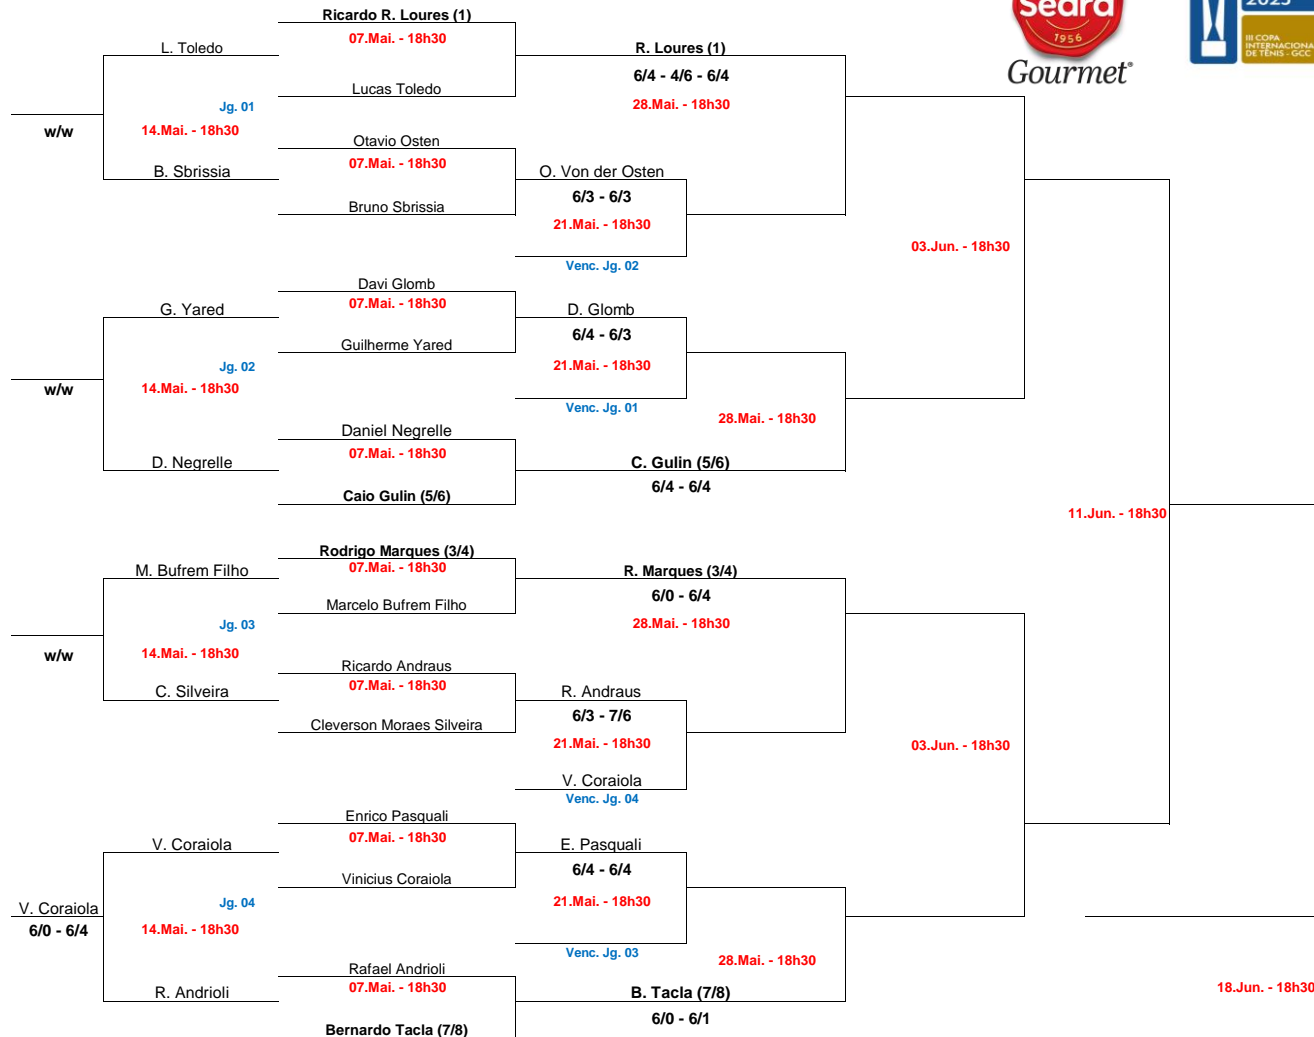 Seara
1956
Gourmet
2025
III COPA
INTERNACIONA
DE TÊNIS - GCC
Ricardo R. Loures (1)
07.Mai. - 18h30
L. Toledo
R. Loures (1)
6/4 - 4/6 - 6/4
Lucas Toledo
28.Mai. - 18h30
Jg. 01
w/w
14.Mai. - 18h30
Otavio Osten
07.Mai. - 18h30
B. Sbrissia
O. Von der Osten
6/3 - 6/3
Bruno Sbrissia
21.Mai. - 18h30
03.Jun. - 18h30
Venc. Jg. 02
Davi Glomb
07.Mai. - 18h30
G. Yared
D. Glomb
6/4 - 6/3
Guilherme Yared
Jg. 02
21.Mai. - 18h30
w/w
14.Mai. - 18h30
Venc. Jg. 01
28.Mai. - 18h30
Daniel Negrelle
07.Mai. - 18h30
D. Negrelle
C. Gulin (5/6)
6/4 - 6/4
Caio Gulin (5/6)
11.Jun. - 18h30
Rodrigo Marques (3/4)
07.Mai. - 18h30
M. Bufrem Filho
R. Marques (3/4)
6/0 - 6/4
Marcelo Bufrem Filho
Jg. 03
28.Mai. - 18h30
w/w
14.Mai. - 18h30
Ricardo Andraus
07.Mai. - 18h30
C. Silveira
R. Andraus
6/3 - 7/6
Cleverson Moraes Silveira
21.Mai. - 18h30
03.Jun. - 18h30
V. Coraiola
Venc. Jg. 04
Enrico Pasquali
07.Mai. - 18h30
V. Coraiola
E. Pasquali
6/4 - 6/4
Vinicius Coraiola
Jg. 04
21.Mai. - 18h30
V. Coraiola
6/0 - 6/4
14.Mai. - 18h30
Venc. Jg. 03
28.Mai. - 18h30
Rafael Andrioli
07.Mai. - 18h30
18.Jun. - 18h30
R. Andrioli
B. Tacla (7/8)
6/0 - 6/1
Bernardo Tacla (7/8)